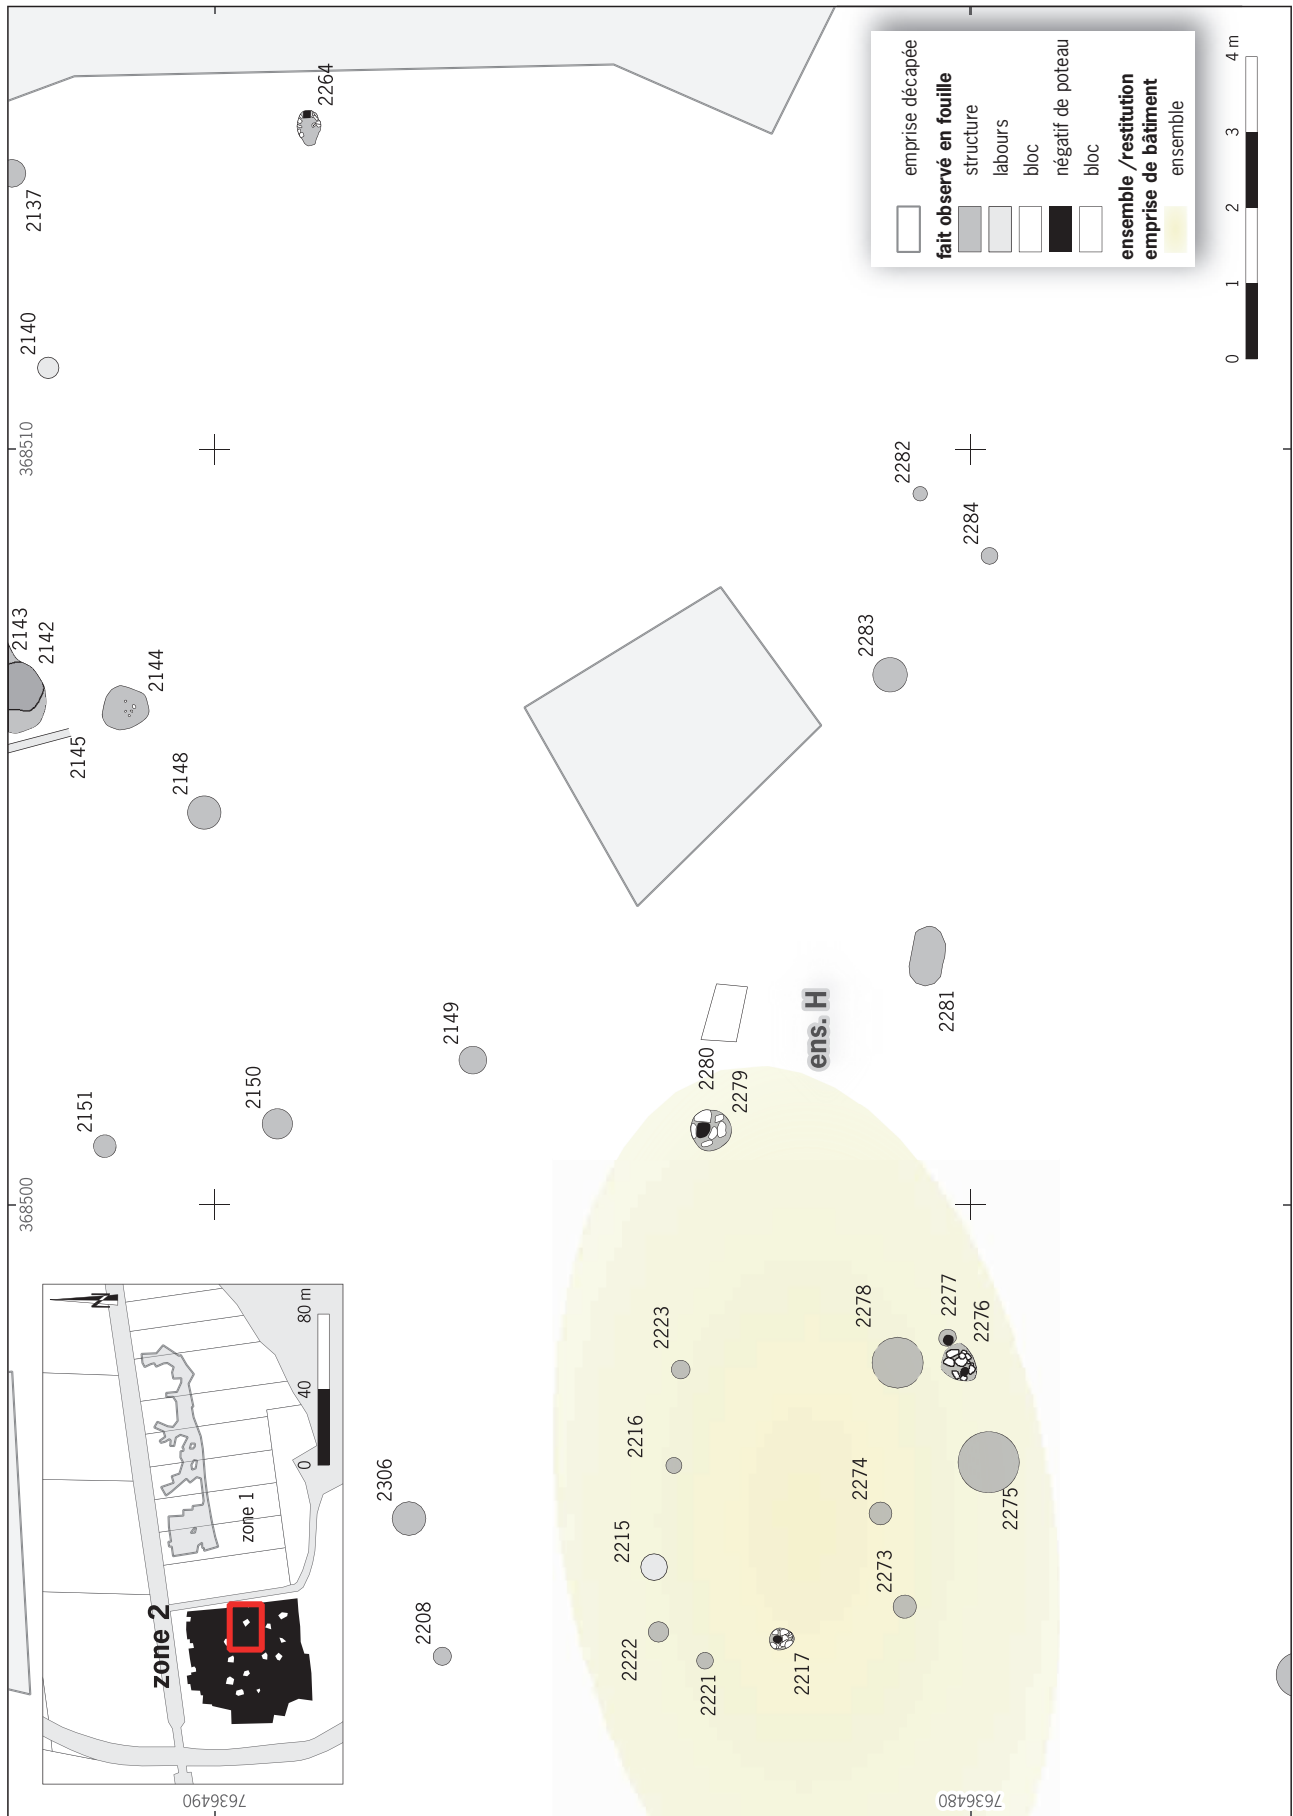 emprise décapée
fait observé en fouille
structure
labours
bloc
négatif de poteau
bloc
ensemble /restitution
emprise de bâtiment
ensemble
0 1 2 3 4 m
2264
2137
2140
368510
2143
2142
2144
2145
2148
2282
2284
2283
2281
2149
2150
2151
2280
2279
ens. H
368500
2278
2277
2276
2275
2274
2273
2223
2216
2215
2222
2221
2217
2306
2208
N
0 40 80 m
zone 1
zone 2
7636490
7636480